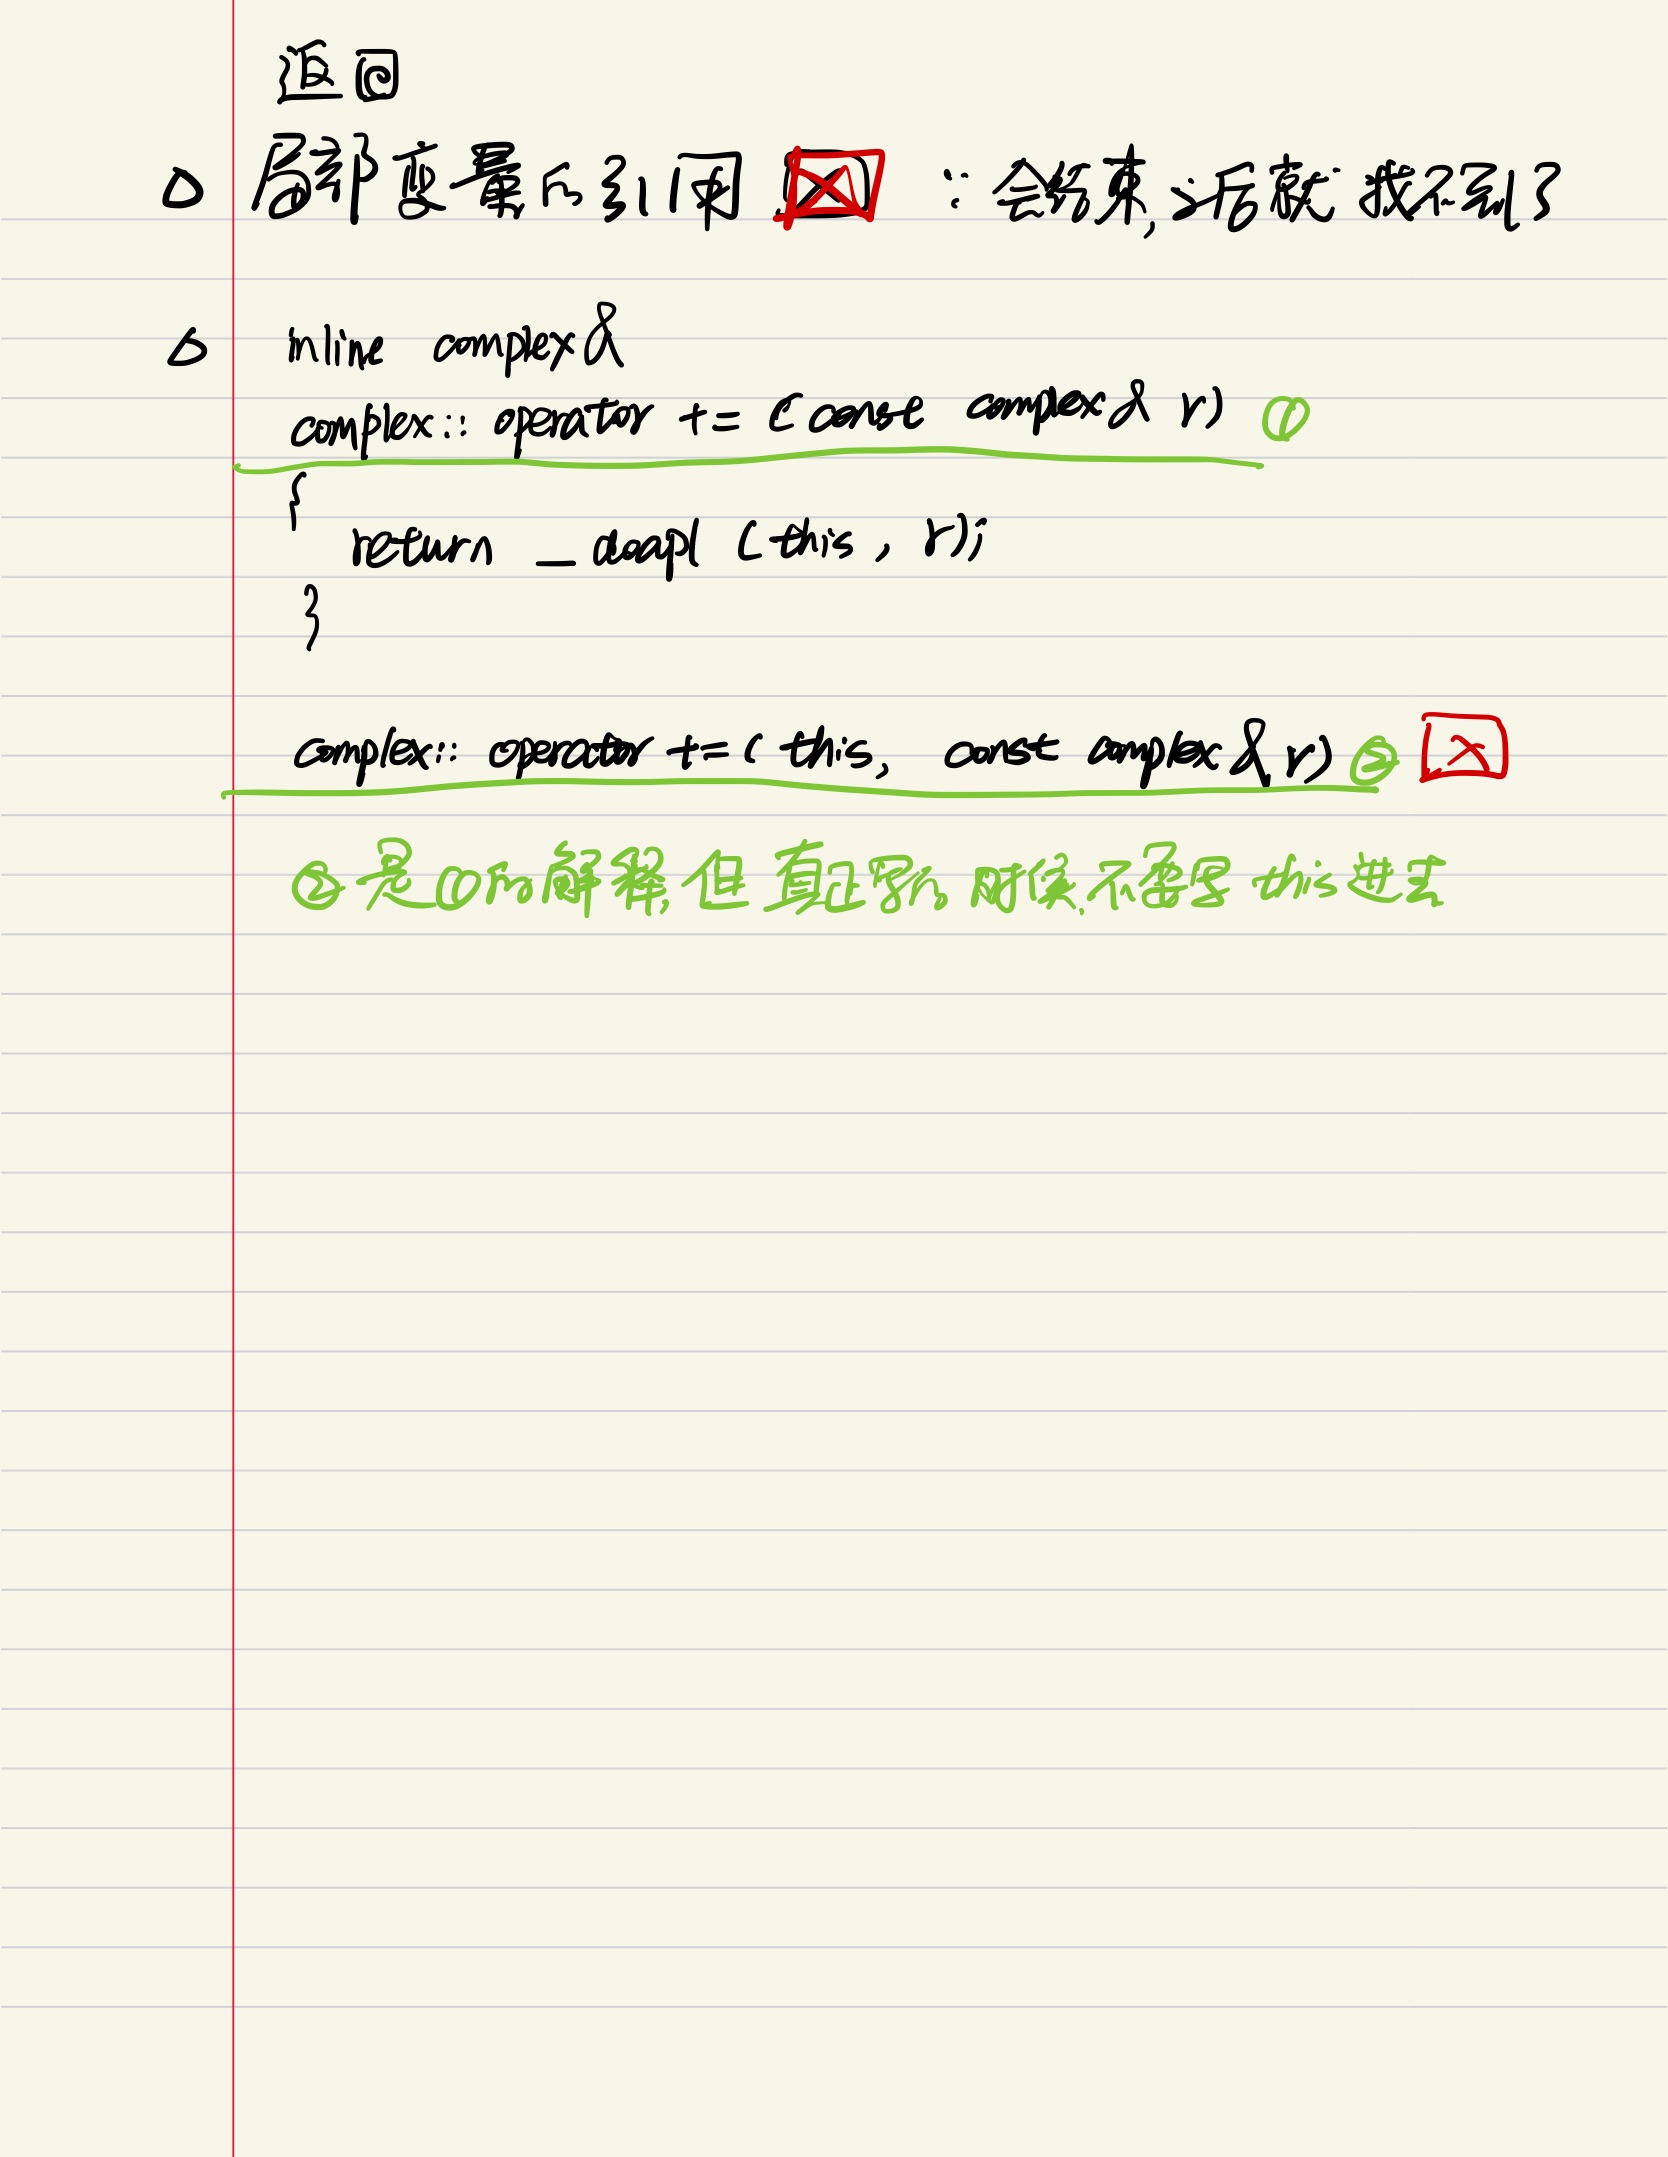 返回
△ 局部变量的引用 ☒ ∵会结束,之后就找不到了
△ inline complex&
complex:: operator += (const complex& r) ①
{
return _doapl (this, r);
}
complex:: operator +=(this, const complex& r) ② ☒
②是①的解释,但真正写的时候,不要写this进去